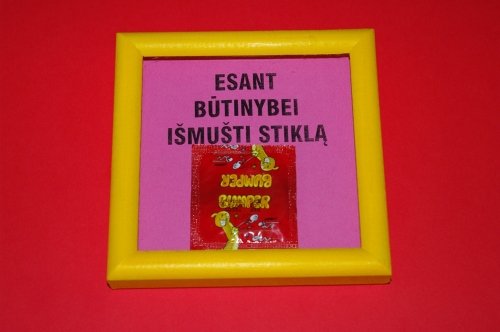 ESANT
BŪTINYBEI
IŠMUŠTI STIKLĄ
BUMPER
BUMPER